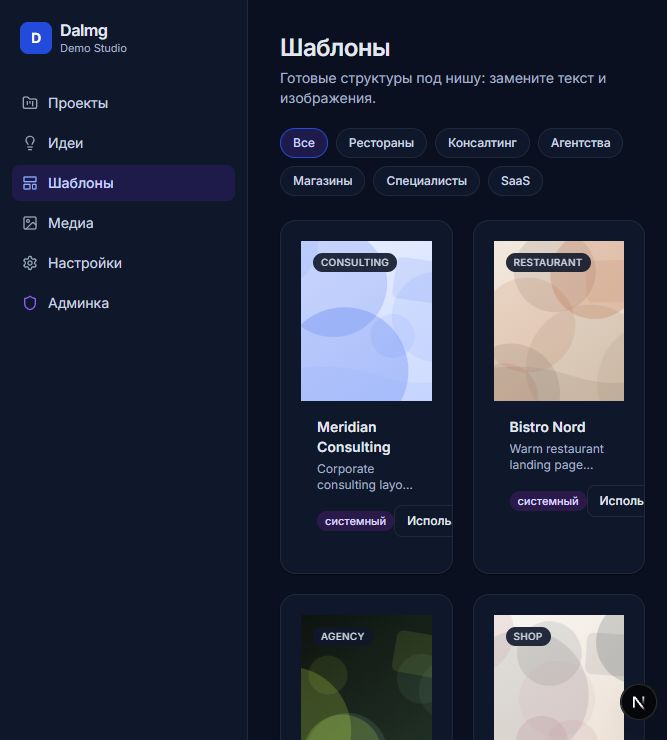 D
Dalmg
Demo Studio
Проекты
Идеи
Шаблоны
Медиа
Настройки
Админка
Шаблоны
Готовые структуры под нишу: замените текст и
изображения.
Все
Рестораны
Консалтинг
Агентства
Магазины
Специалисты
SaaS
CONSULTING
Meridian
Consulting
Corporate
consulting layo...
системный
Исполь
RESTAURANT
Bistro Nord
Warm restaurant
landing page...
системный
Исполь
AGENCY
SHOP
N